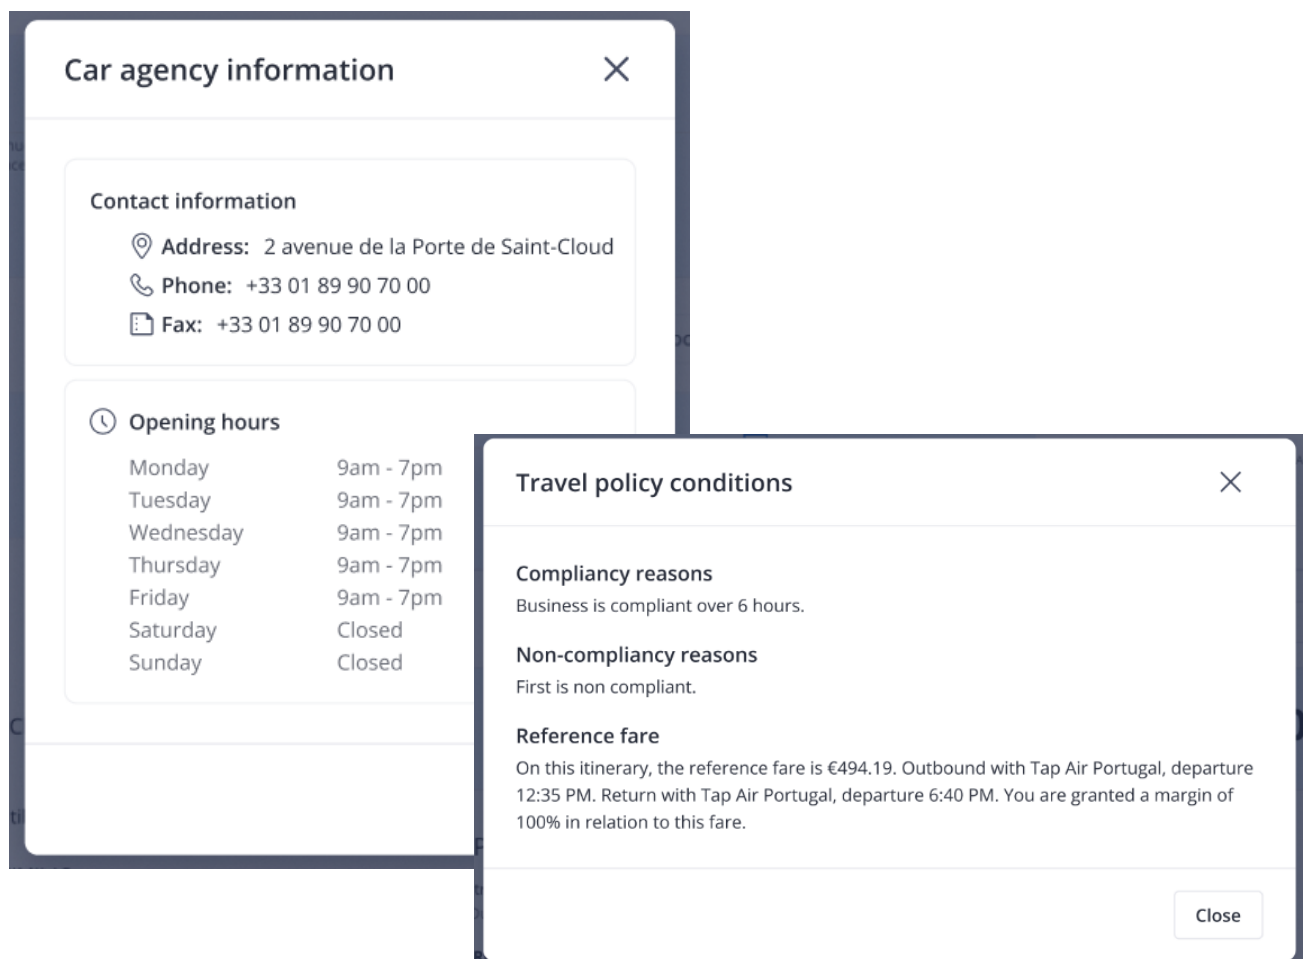 Car agency information
Contact information
Address: 2 avenue de la Porte de Saint-Cloud
Phone: +33 01 89 90 70 00
Fax: +33 01 89 90 70 00
Opening hours
Monday 9am - 7pm
Tuesday 9am - 7pm
Wednesday 9am - 7pm
Thursday 9am - 7pm
Friday 9am - 7pm
Saturday Closed
Sunday Closed
Travel policy conditions
Compliancy reasons
Business is compliant over 6 hours.
Non-compliancy reasons
First is non compliant.
Reference fare
On this itinerary, the reference fare is €494.19. Outbound with Tap Air Portugal, departure
12:35 PM. Return with Tap Air Portugal, departure 6:40 PM. You are granted a margin of
100% in relation to this fare.
Close